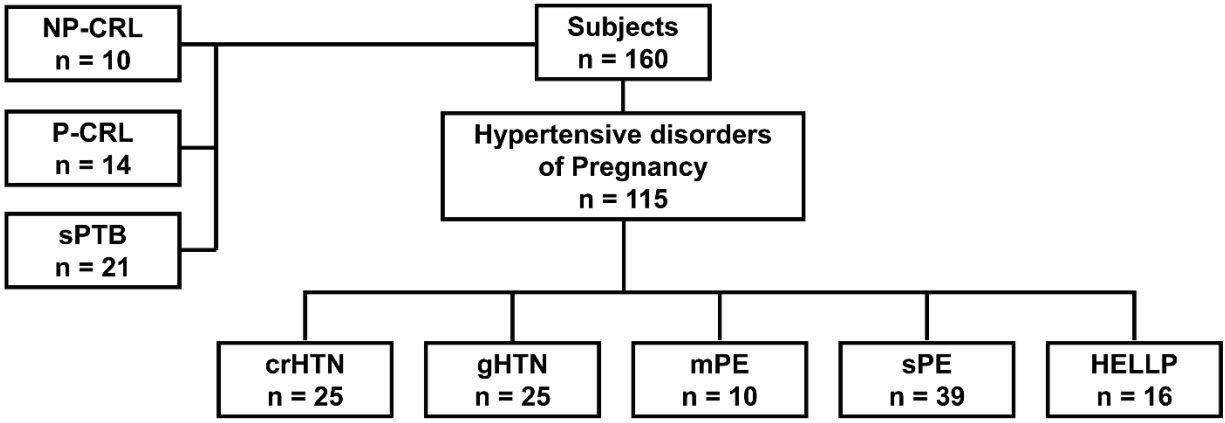 NP-CRL
n = 10
P-CRL
n = 14
sPTB
n = 21
Subjects
n = 160
Hypertensive disorders
of Pregnancy
n = 115
crHTN
n = 25
gHTN
n = 25
mPE
n = 10
sPE
n = 39
HELLP
n = 16